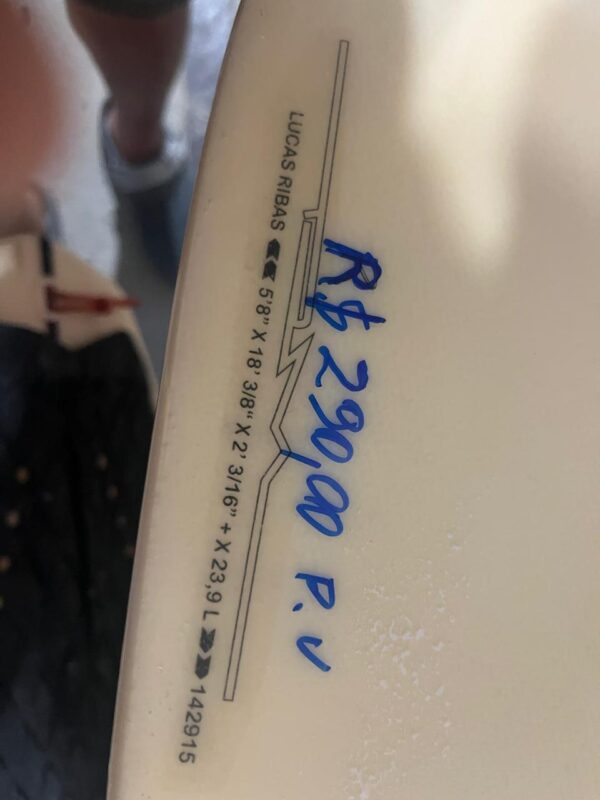 R$ 290,00 P.V
LUCAS RIBAS 5'8" X 18' 3/8" X 2' 3/16" + X 23,9 L 142915